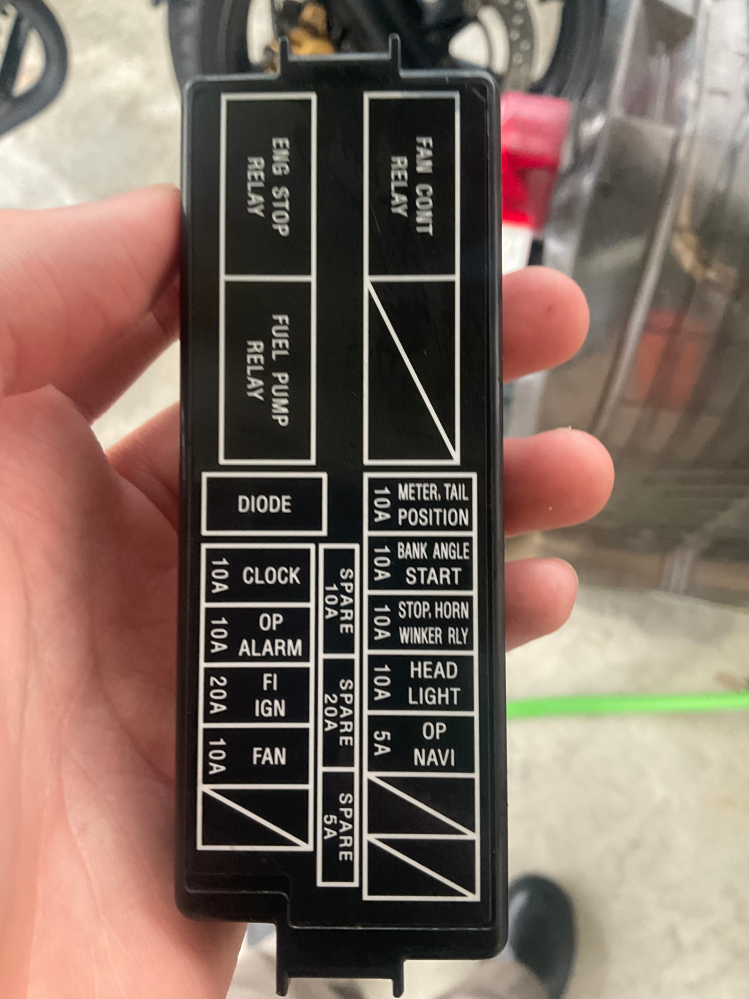 ENG STOP
RELAY
FAN CONT
RELAY
FUEL PUMP
RELAY
DIODE
10A CLOCK
10A OP
ALARM
20A FI
IGN
10A FAN
SPARE
10A
SPARE
20A
SPARE
5A
10A METER, TAIL
POSITION
10A BANK ANGLE
START
10A STOP, HORN
WINKER RLY
10A HEAD
LIGHT
5A OP
NAVI